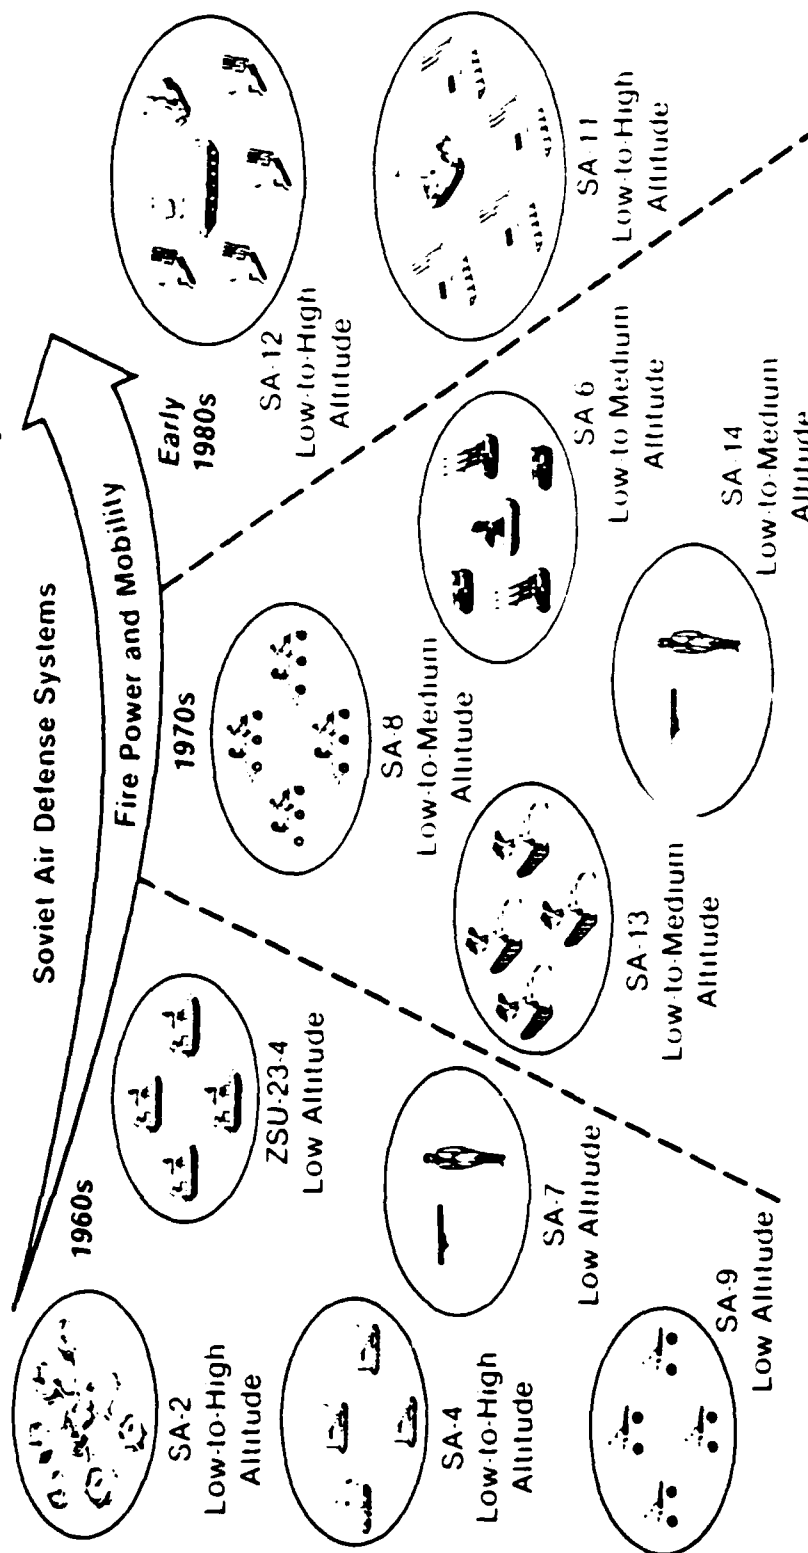 Soviet Air Defense Systems
Fire Power and Mobility
1960s
SA-2
Low-to-High
Altitude
ZSU-23-4
Low Altitude
SA-4
Low-to-High
Altitude
SA-7
Low Altitude
SA-9
Low Altitude
1970s
SA-8
Low-to-Medium
Altitude
SA-13
Low-to-Medium
Altitude
SA 6
Low to Medium
Altitude
SA-14
Low-to-Medium
Altitude
Early
1980s
SA-12
Low-to-High
Altitude
SA-11
Low-to-High
Altitude